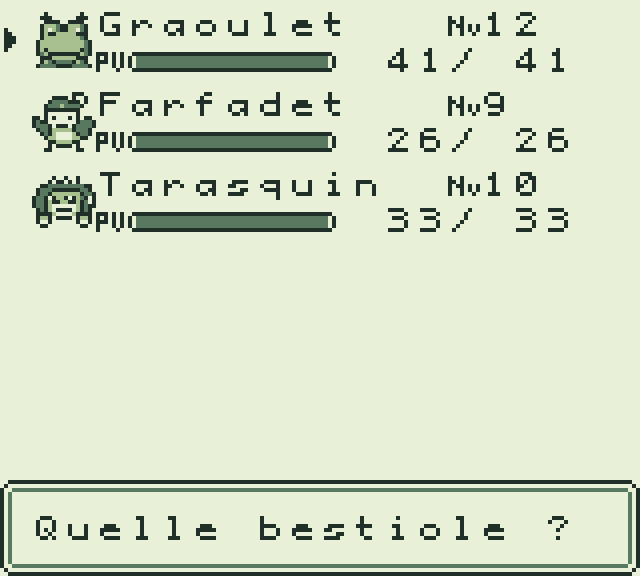 Graoulet Nv12
PV 41/ 41
Farfadet Nv9
PV 26/ 26
Tarasquin Nv10
PV 33/ 33
Quelle bestiole ?